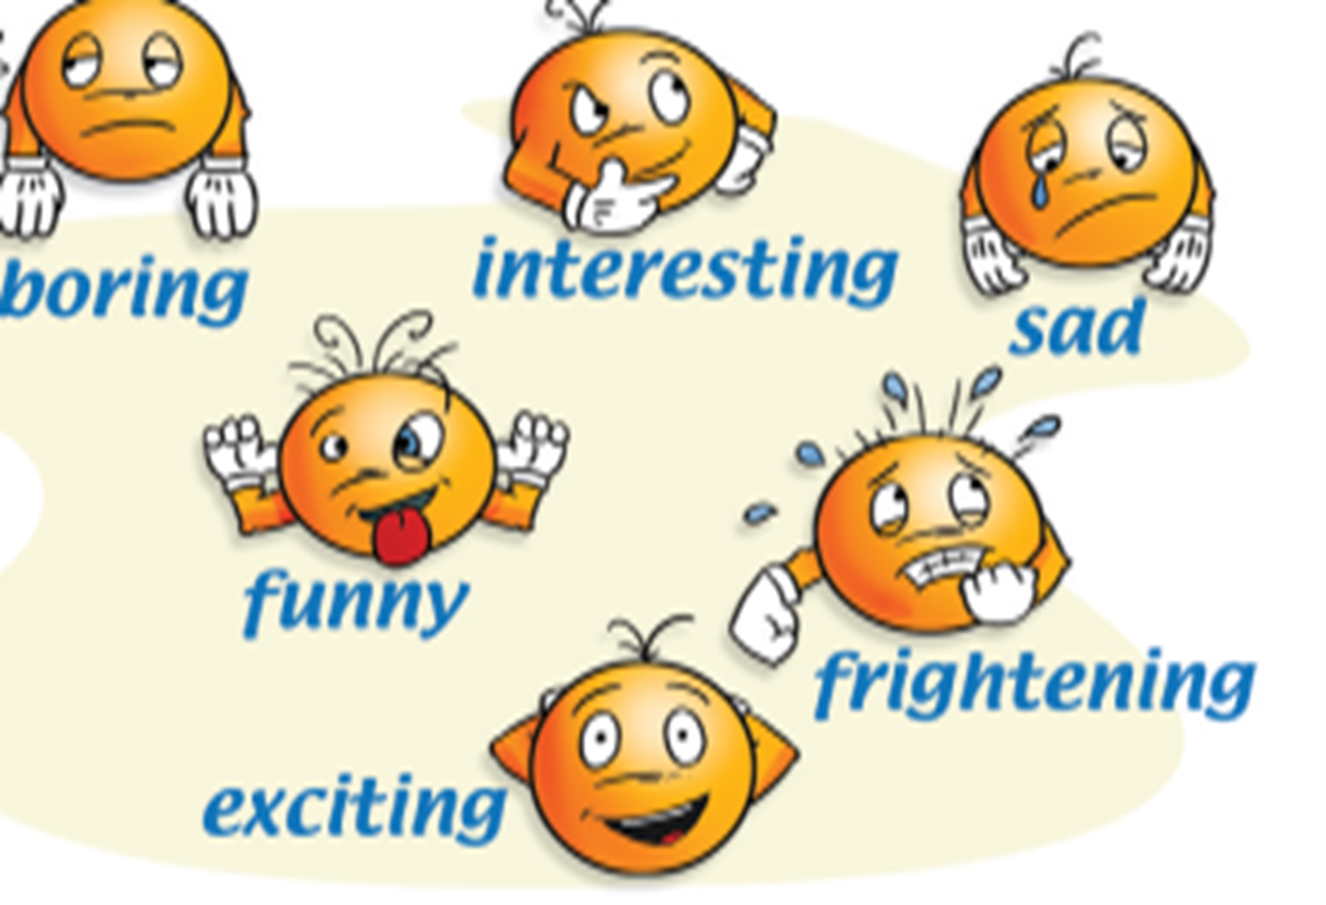 boring
interesting
sad
funny
frightening
exciting